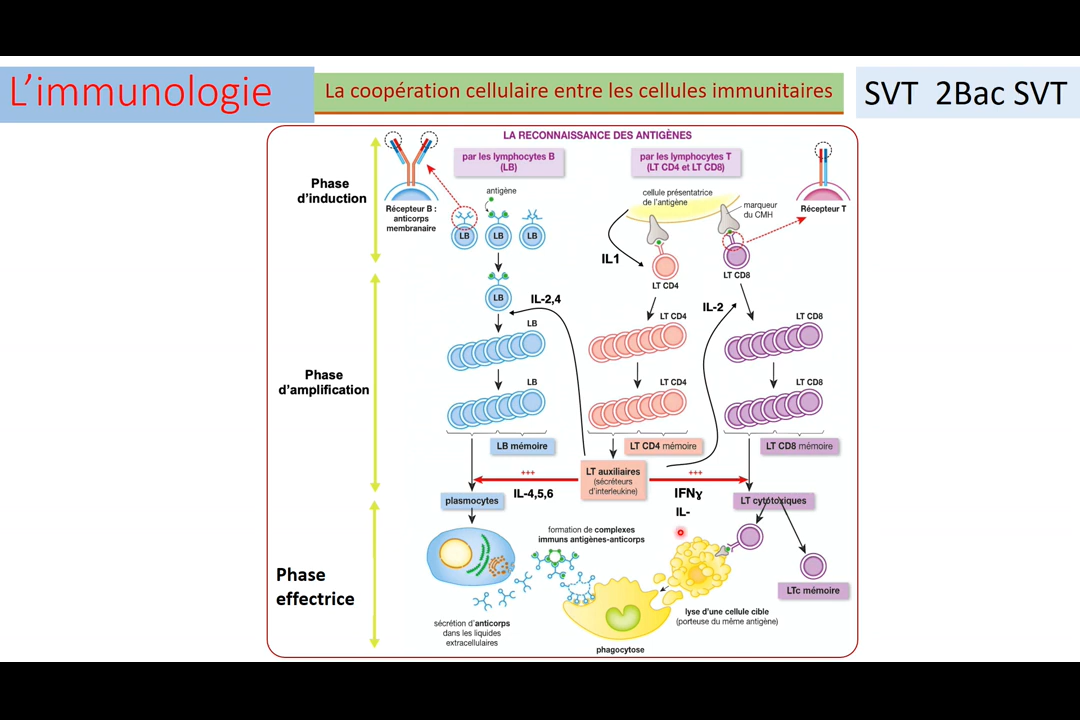 L'immunologie
La coopération cellulaire entre les cellules immunitaires
SVT 2Bac SVT
LA RECONNAISSANCE DES ANTIGÈNES
par les lymphocytes B
(LB)
par les lymphocytes T
(LT CD4 et LT CD8)
Phase
d'induction
Récepteur B :
anticorps
membranaire
antigène
LB
LB
LB
cellule présentatrice
de l'antigène
marqueur
du CMH
Récepteur T
IL1
LT CD4
LT CD8
LB
IL-2,4
IL-2
LB
LT CD4
LT CD8
Phase
d'amplification
LB
LT CD4
LT CD8
LB mémoire
LT CD4 mémoire
LT CD8 mémoire
LT auxiliaires
(sécréteurs
d'interleukine)
+++
+++
IL-4,5,6
IFNɣ
IL-
plasmocytes
LT cytotoxiques
Phase
effectrice
formation de complexes
immuns antigènes-anticorps
LTc mémoire
sécrétion d'anticorps
dans les liquides
extracellulaires
lyse d'une cellule cible
(porteuse du même antigène)
phagocytose